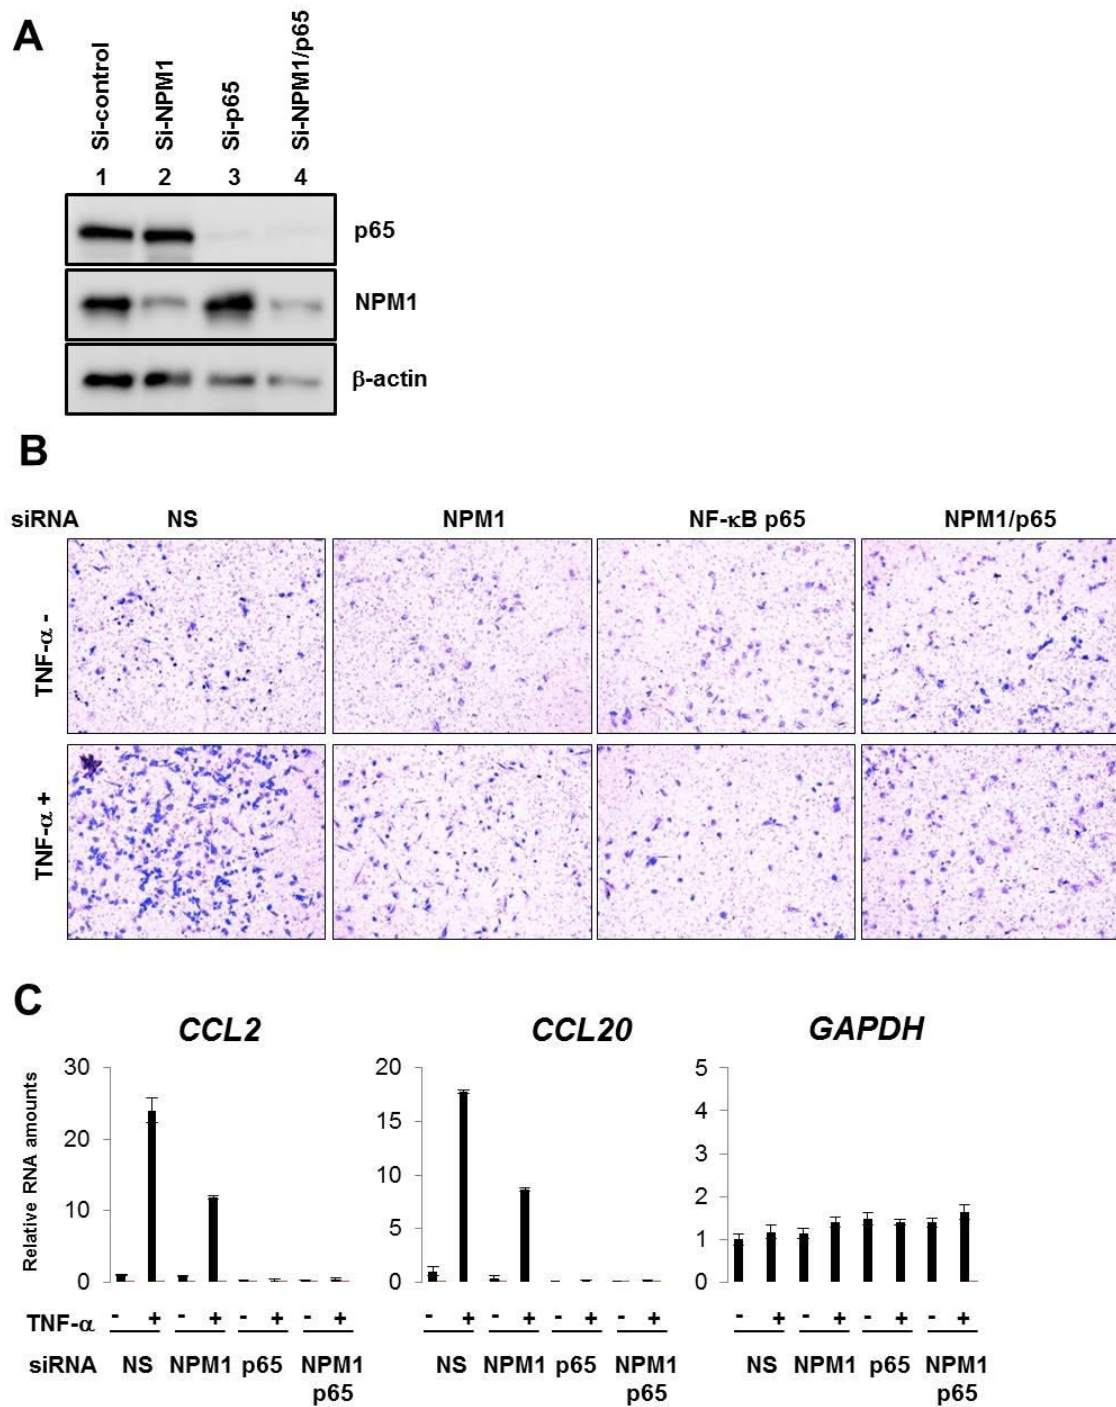 A
Si-control
Si-NPM1
Si-p65
Si-NPM1/p65
1 2 3 4
p65
NPM1
β-actin
B
siRNA NS NPM1 NF-κB p65 NPM1/p65
TNF-α -
TNF-α +
C
CCL2 CCL20 GAPDH
Relative RNA amounts
30
20
10
0
20
15
10
5
0
5
4
3
2
1
0
TNF-α - + - + - + - + - + - + - + - + - + - + - + - +
siRNA NS NPM1 p65 NPM1 NS NPM1 p65 NPM1 NS NPM1 p65 NPM1
p65 p65 p65